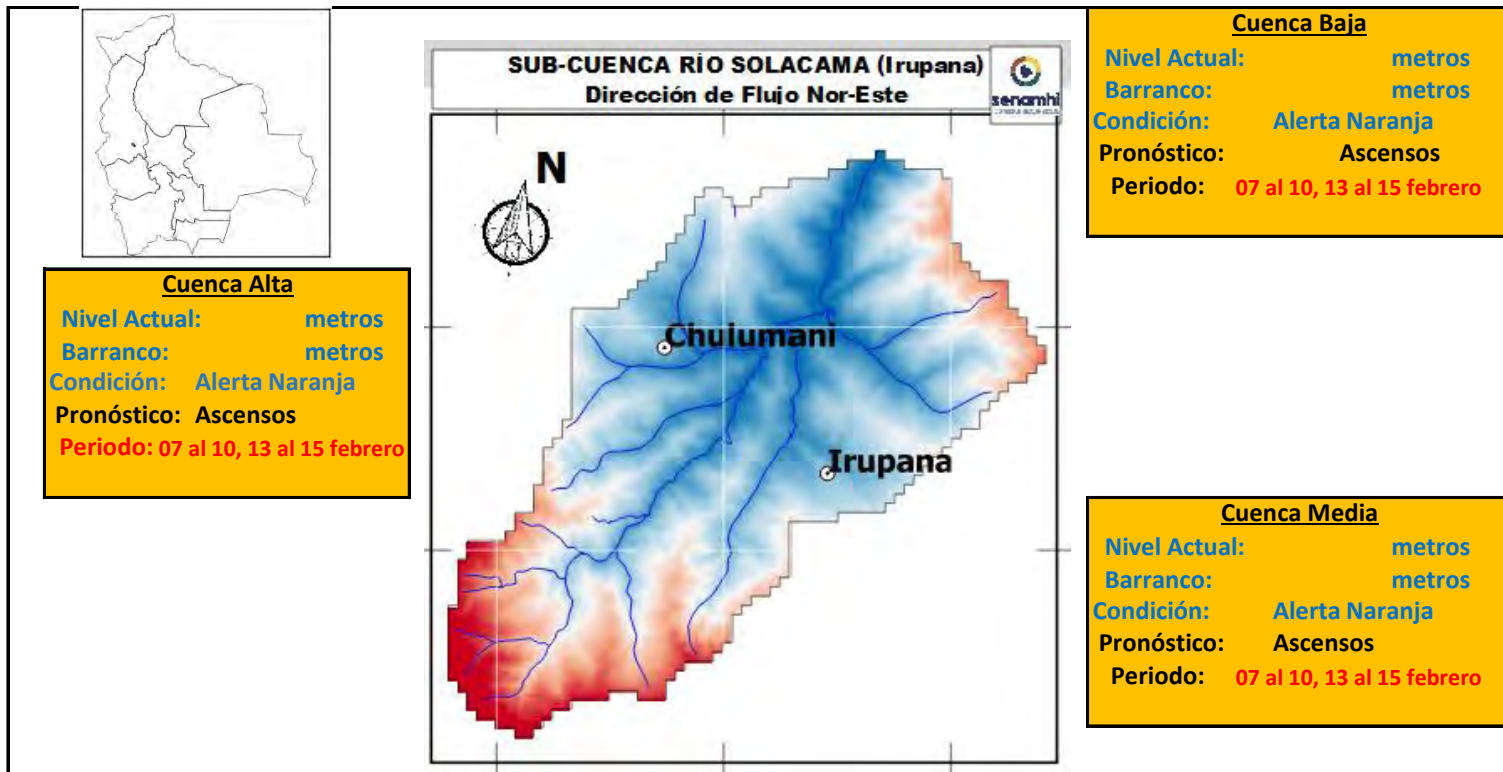 SUB-CUENCA RÍO SOLACAMA (Irupana)
Dirección de Flujo Nor-Este
senamhi
N
Chulumani
Irupana
Cuenca Alta
Nivel Actual: metros
Barranco: metros
Condición: Alerta Naranja
Pronóstico: Ascensos
Periodo: 07 al 10, 13 al 15 febrero
Cuenca Baja
Nivel Actual: metros
Barranco: metros
Condición: Alerta Naranja
Pronóstico: Ascensos
Periodo: 07 al 10, 13 al 15 febrero
Cuenca Media
Nivel Actual: metros
Barranco: metros
Condición: Alerta Naranja
Pronóstico: Ascensos
Periodo: 07 al 10, 13 al 15 febrero